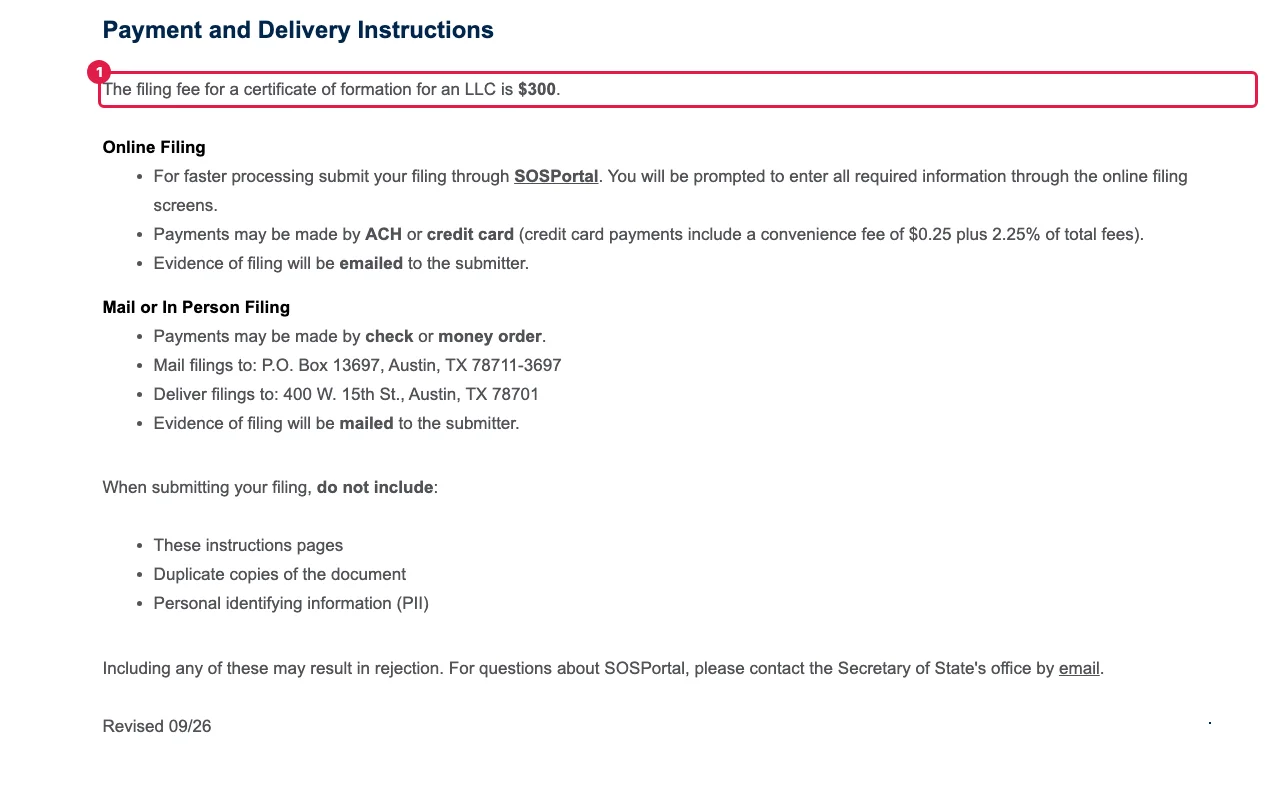 Payment and Delivery Instructions
1
The filing fee for a certificate of formation for an LLC is $300.
Online Filing
• For faster processing submit your filing through SOSPortal. You will be prompted to enter all required information through the online filing
screens.
• Payments may be made by ACH or credit card (credit card payments include a convenience fee of $0.25 plus 2.25% of total fees).
• Evidence of filing will be emailed to the submitter.
Mail or In Person Filing
• Payments may be made by check or money order.
• Mail filings to: P.O. Box 13697, Austin, TX 78711-3697
• Deliver filings to: 400 W. 15th St., Austin, TX 78701
• Evidence of filing will be mailed to the submitter.
When submitting your filing, do not include:
• These instructions pages
• Duplicate copies of the document
• Personal identifying information (PII)
Including any of these may result in rejection. For questions about SOSPortal, please contact the Secretary of State's office by email.
Revised 09/26
.